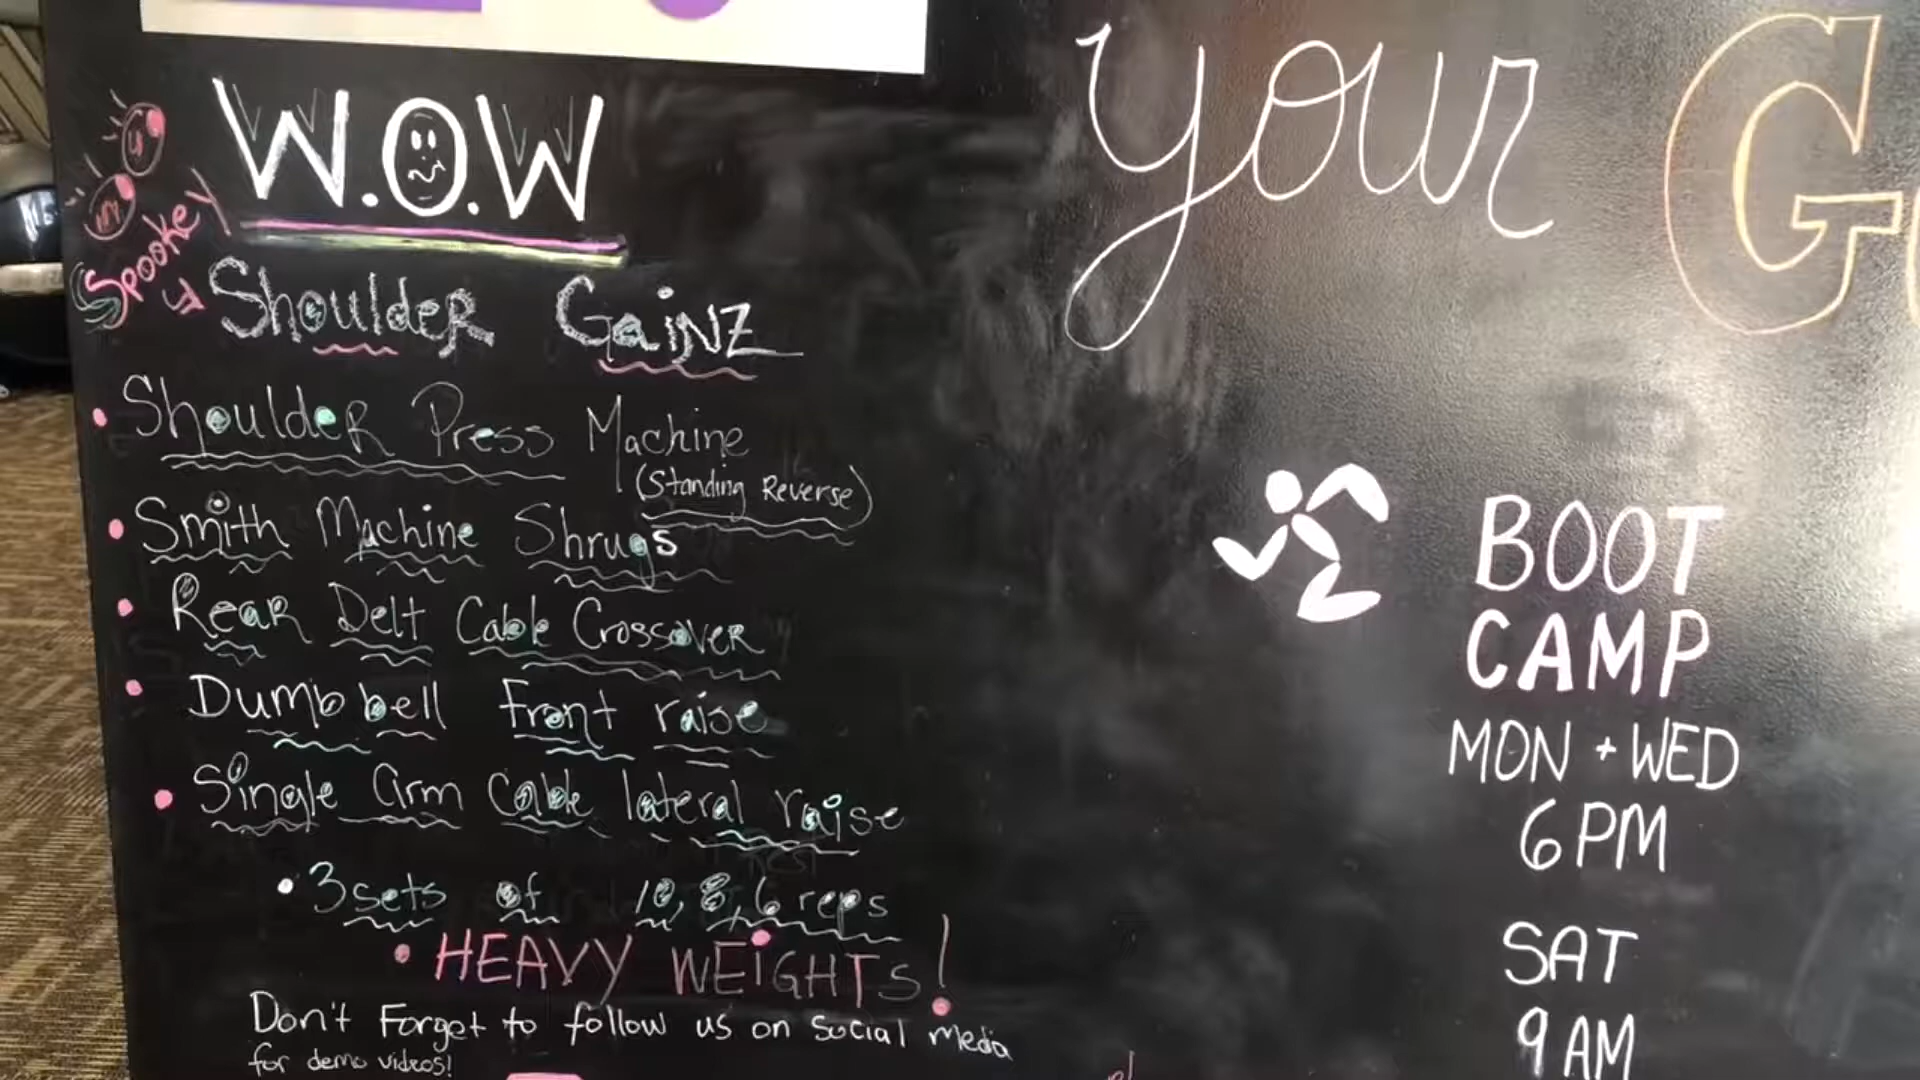 W.O.W
Spookey
Shoulder Gainz
Shoulder Press Machine
(Standing Reverse)
Smith Machine Shrugs
Rear Delt Cable Crossover
Dumbbell Front raise
Single arm Cable lateral raise
3 sets of 10, 8, 6 reps
HEAVY WEiGHTs!
Don't Forget to follow us on Social Media
for demo videos!
your G
BOOT
CAMP
MON + WED
6 PM
SAT
9 AM